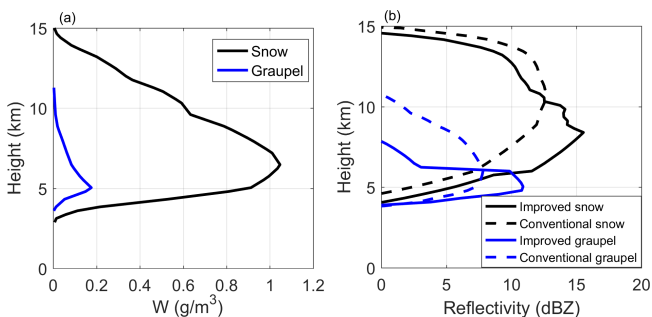 (a)
15
10
5
0
Height (km)
Snow
Graupel
0 0.2 0.4 0.6 0.8 1 1.2
W (g/m³)
(b)
15
10
5
0
Height (km)
Improved snow
Conventional snow
Improved graupel
Conventional graupel
0 5 10 15 20
Reflectivity (dBZ)